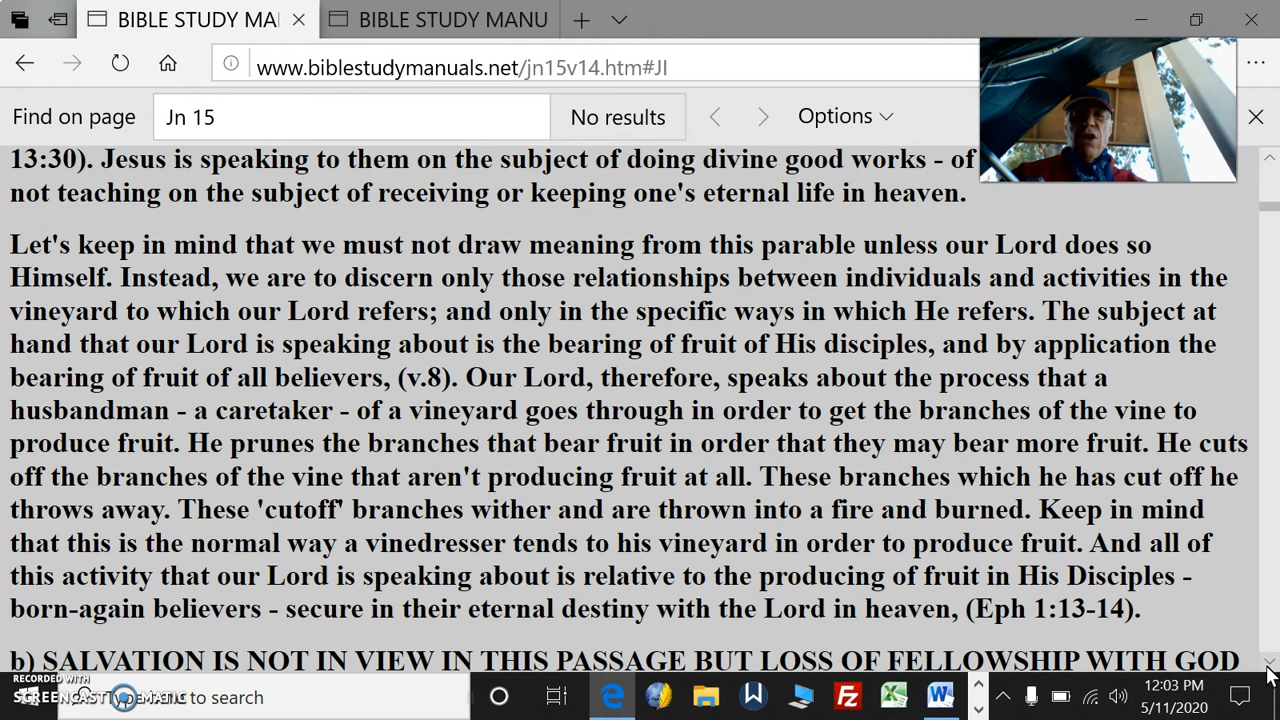 BIBLE STUDY MA
BIBLE STUDY MANU
www.biblestudymanuals.net/jn15v14.htm#JI
Find on page
Jn 15
No results
Options
13:30). Jesus is speaking to them on the subject of doing divine good works - of
not teaching on the subject of receiving or keeping one's eternal life in heaven.
Let's keep in mind that we must not draw meaning from this parable unless our Lord does so
Himself. Instead, we are to discern only those relationships between individuals and activities in the
vineyard to which our Lord refers; and only in the specific ways in which He refers. The subject at
hand that our Lord is speaking about is the bearing of fruit of His disciples, and by application the
bearing of fruit of all believers, (v.8). Our Lord, therefore, speaks about the process that a
husbandman - a caretaker - of a vineyard goes through in order to get the branches of the vine to
produce fruit. He prunes the branches that bear fruit in order that they may bear more fruit. He cuts
off the branches of the vine that aren't producing fruit at all. These branches which he has cut off he
throws away. These 'cutoff' branches wither and are thrown into a fire and burned. Keep in mind
that this is the normal way a vinedresser tends to his vineyard in order to produce fruit. And all of
this activity that our Lord is speaking about is relative to the producing of fruit in His Disciples -
born-again believers - secure in their eternal destiny with the Lord in heaven, (Eph 1:13-14).
b) SALVATION IS NOT IN VIEW IN THIS PASSAGE BUT LOSS OF FELLOWSHIP WITH GOD
RECORDED WITH
SCREENCAST MATIC
Type here to search
12:03 PM
5/11/2020